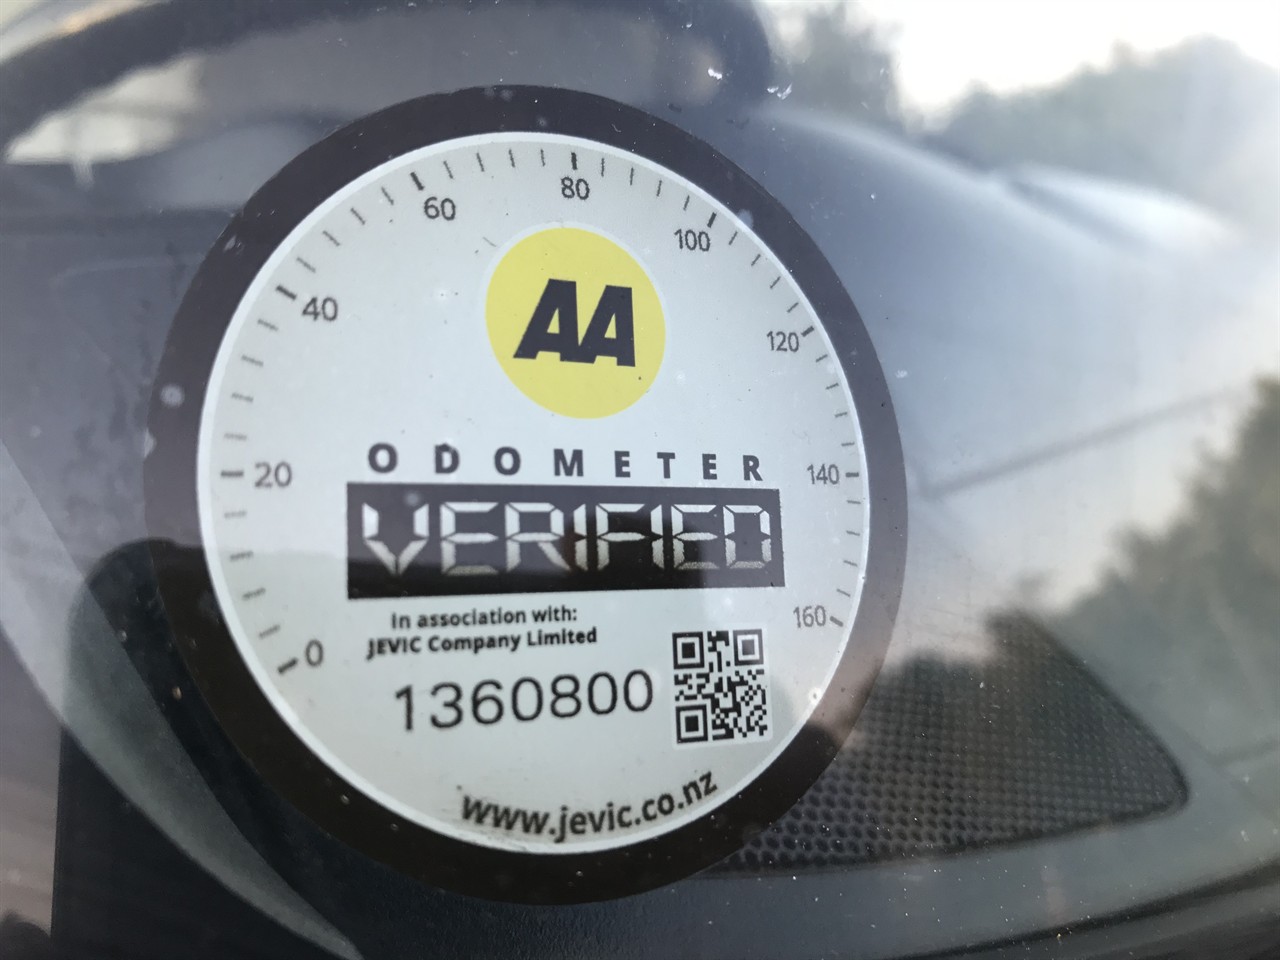 0
20
40
60
80
100
120
140
160
AA
ODOMETER
VERIFIED
In association with:
JEVIC Company Limited
1360800
www.jevic.co.nz